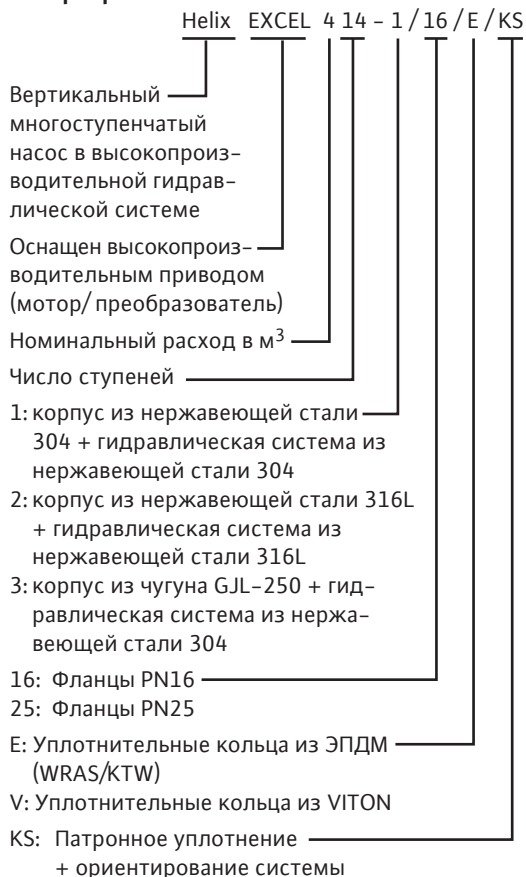 Helix EXCEL 4 14 – 1 / 16 / E / KS
Вертикальный
многоступенчатый
насос в высокопроиз–
водительной гидрав–
лической системе
Оснащен высокопроиз–
водительным приводом
(мотор/ преобразователь)
Номинальный расход в м³
Число ступеней
1: корпус из нержавеющей стали
304 + гидравлическая система из
нержавеющей стали 304
2: корпус из нержавеющей стали 316L
+ гидравлическая система из
нержавеющей стали 316L
3: корпус из чугуна GJL–250 + гид–
равлическая система из нержа–
веющей стали 304
16: Фланцы PN16
25: Фланцы PN25
E: Уплотнительные кольца из ЭПДМ
(WRAS/KTW)
V: Уплотнительные кольца из VITON
KS: Патронное уплотнение
+ ориентирование системы